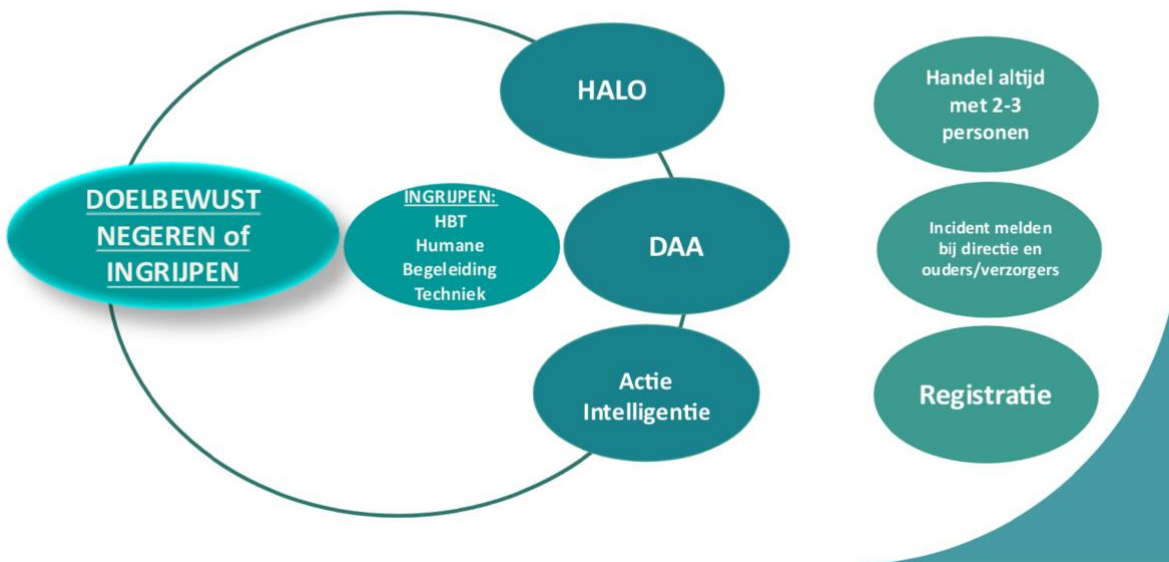 DOELBEWUST
NEGEREN of
INGRIJPEN
INGRIJPEN:
HBT
Humane
Begeleiding
Techniek
HALO
DAA
Actie
Intelligentie
Handel altijd
met 2-3
personen
Incident melden
bij directie en
ouders/verzorgers
Registratie